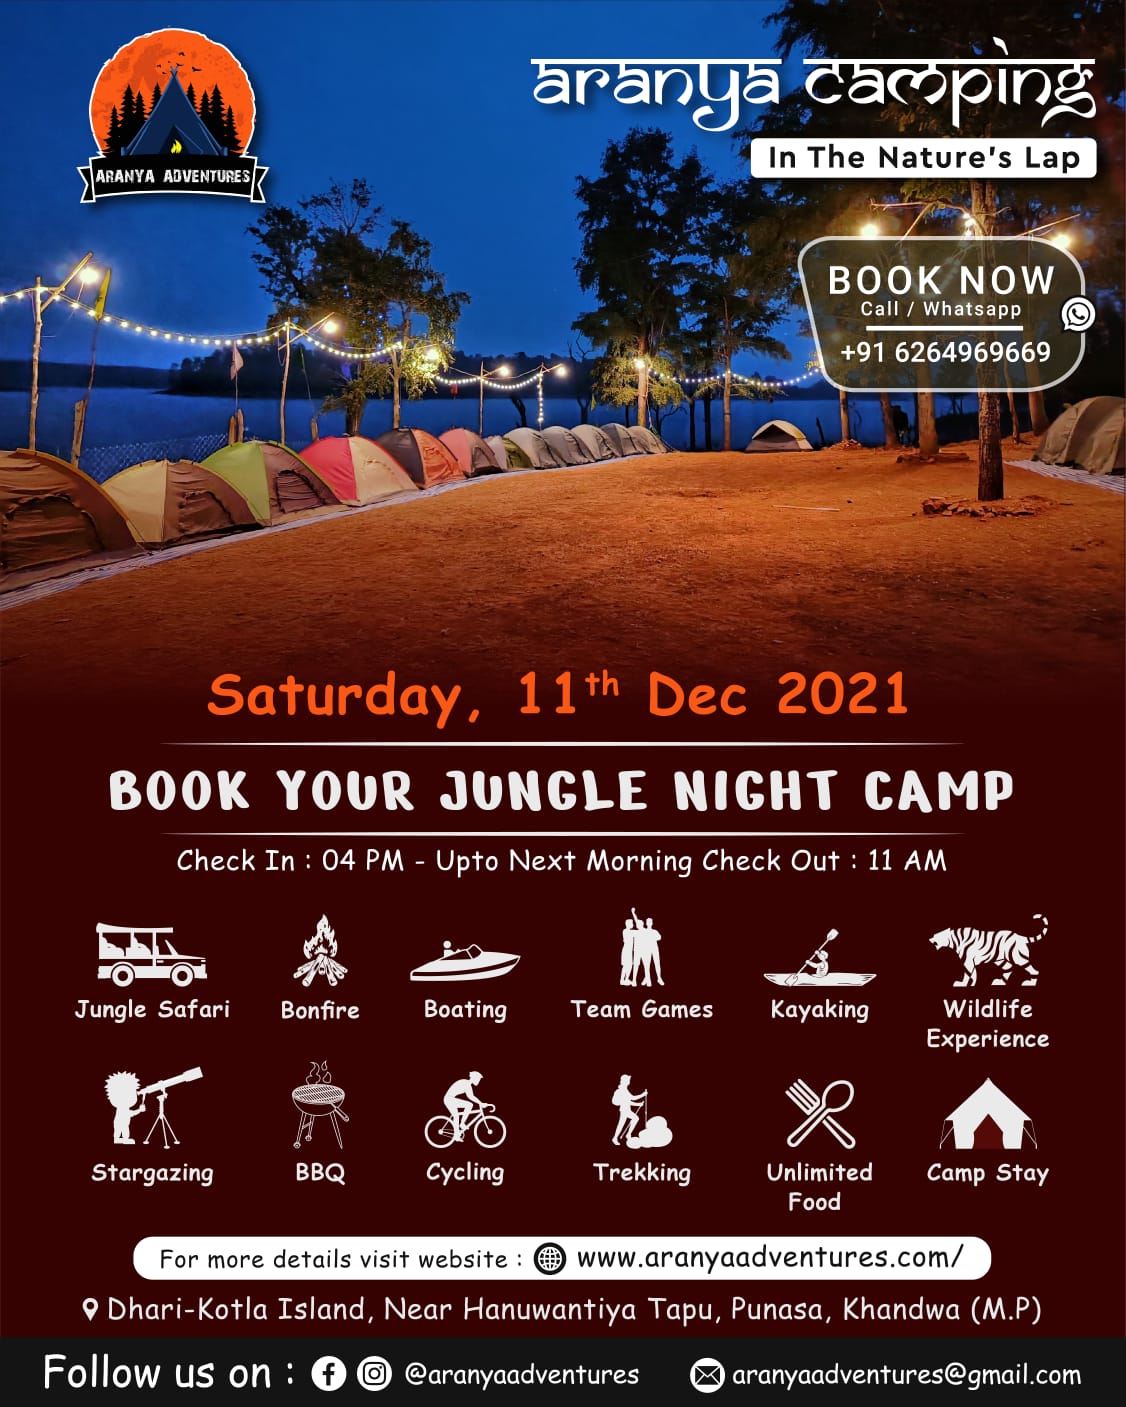 ARANYA ADVENTURES
aranya camping
In The Nature's Lap
BOOK NOW
Call / Whatsapp
+91 6264969669
Saturday, 11th Dec 2021
BOOK YOUR JUNGLE NIGHT CAMP
Check In : 04 PM - Upto Next Morning Check Out : 11 AM
Jungle Safari
Bonfire
Boating
Team Games
Kayaking
Wildlife
Experience
Stargazing
BBQ
Cycling
Trekking
Unlimited
Food
Camp Stay
For more details visit website : www.aranyaadventures.com/
Dhari-Kotla Island, Near Hanuwantiya Tapu, Punasa, Khandwa (M.P)
Follow us on : @aranyaadventures aranyaadventures@gmail.com